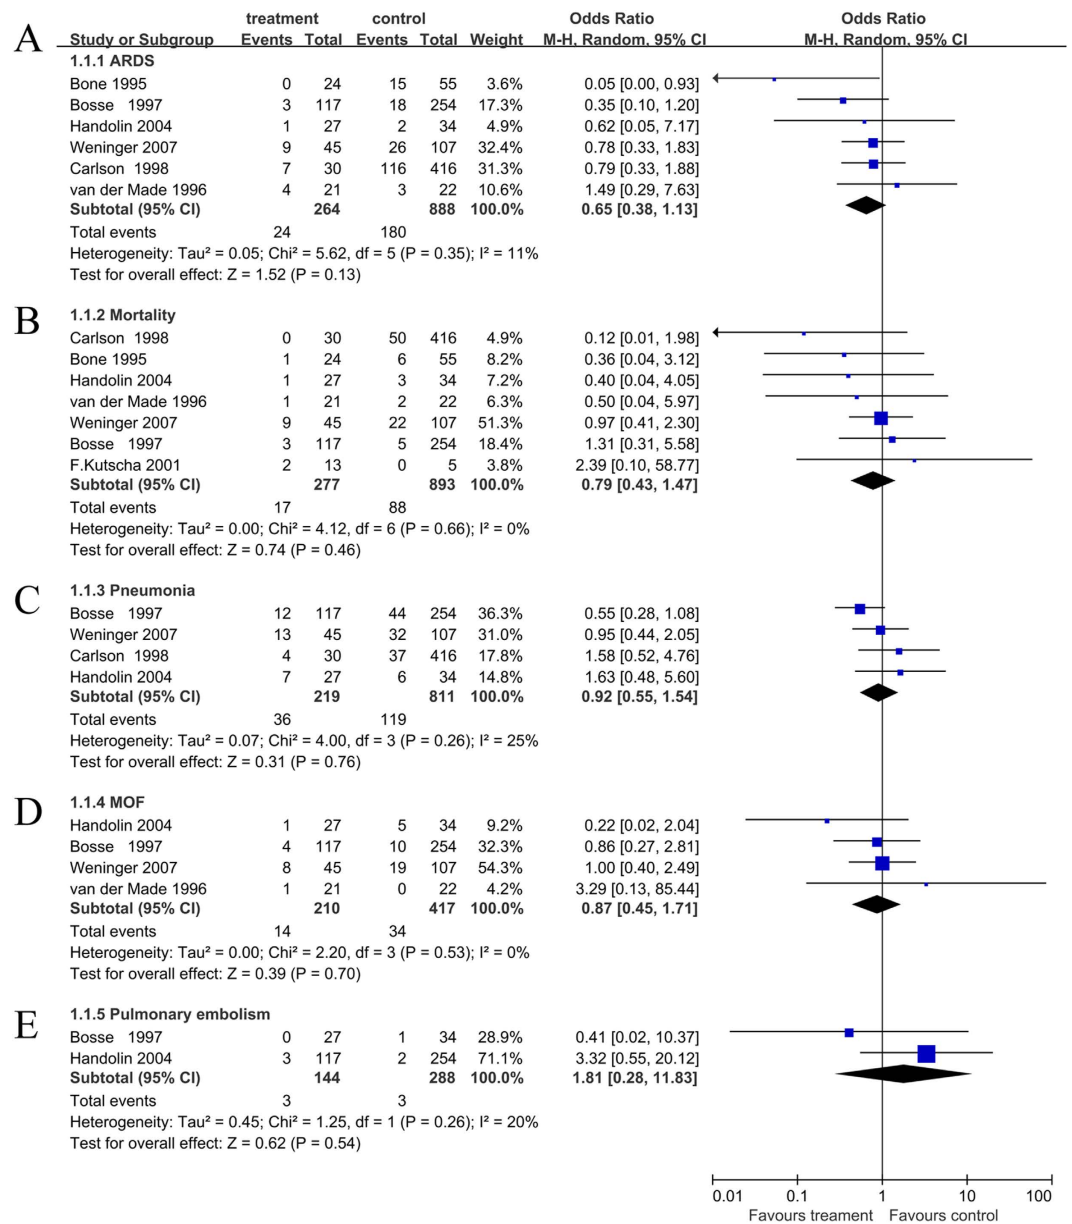 treatment control Odds Ratio Odds Ratio
A Study or Subgroup Events Total Events Total Weight M-H, Random, 95% CI M-H, Random, 95% CI
1.1.1 ARDS
Bone 1995 0 24 15 55 3.6% 0.05 [0.00, 0.93]
Bosse 1997 3 117 18 254 17.3% 0.35 [0.10, 1.20]
Handolin 2004 1 27 2 34 4.9% 0.62 [0.05, 7.17]
Weninger 2007 9 45 26 107 32.4% 0.78 [0.33, 1.83]
Carlson 1998 7 30 116 416 31.3% 0.79 [0.33, 1.88]
van der Made 1996 4 21 3 22 10.6% 1.49 [0.29, 7.63]
Subtotal (95% CI) 264 888 100.0% 0.65 [0.38, 1.13]
Total events 24 180
Heterogeneity: Tau² = 0.05; Chi² = 5.62, df = 5 (P = 0.35); I² = 11%
Test for overall effect: Z = 1.52 (P = 0.13)
B 1.1.2 Mortality
Carlson 1998 0 30 50 416 4.9% 0.12 [0.01, 1.98]
Bone 1995 1 24 6 55 8.2% 0.36 [0.04, 3.12]
Handolin 2004 1 27 3 34 7.2% 0.40 [0.04, 4.05]
van der Made 1996 1 21 2 22 6.3% 0.50 [0.04, 5.97]
Weninger 2007 9 45 22 107 51.3% 0.97 [0.41, 2.30]
Bosse 1997 3 117 5 254 18.4% 1.31 [0.31, 5.58]
F.Kutscha 2001 2 13 0 5 3.8% 2.39 [0.10, 58.77]
Subtotal (95% CI) 277 893 100.0% 0.79 [0.43, 1.47]
Total events 17 88
Heterogeneity: Tau² = 0.00; Chi² = 4.12, df = 6 (P = 0.66); I² = 0%
Test for overall effect: Z = 0.74 (P = 0.46)
C 1.1.3 Pneumonia
Bosse 1997 12 117 44 254 36.3% 0.55 [0.28, 1.08]
Weninger 2007 13 45 32 107 31.0% 0.95 [0.44, 2.05]
Carlson 1998 4 30 37 416 17.8% 1.58 [0.52, 4.76]
Handolin 2004 7 27 6 34 14.8% 1.63 [0.48, 5.60]
Subtotal (95% CI) 219 811 100.0% 0.92 [0.55, 1.54]
Total events 36 119
Heterogeneity: Tau² = 0.07; Chi² = 4.00, df = 3 (P = 0.26); I² = 25%
Test for overall effect: Z = 0.31 (P = 0.76)
D 1.1.4 MOF
Handolin 2004 1 27 5 34 9.2% 0.22 [0.02, 2.04]
Bosse 1997 4 117 10 254 32.3% 0.86 [0.27, 2.81]
Weninger 2007 8 45 19 107 54.3% 1.00 [0.40, 2.49]
van der Made 1996 1 21 0 22 4.2% 3.29 [0.13, 85.44]
Subtotal (95% CI) 210 417 100.0% 0.87 [0.45, 1.71]
Total events 14 34
Heterogeneity: Tau² = 0.00; Chi² = 2.20, df = 3 (P = 0.53); I² = 0%
Test for overall effect: Z = 0.39 (P = 0.70)
E 1.1.5 Pulmonary embolism
Bosse 1997 0 27 1 34 28.9% 0.41 [0.02, 10.37]
Handolin 2004 3 117 2 254 71.1% 3.32 [0.55, 20.12]
Subtotal (95% CI) 144 288 100.0% 1.81 [0.28, 11.83]
Total events 3 3
Heterogeneity: Tau² = 0.45; Chi² = 1.25, df = 1 (P = 0.26); I² = 20%
Test for overall effect: Z = 0.62 (P = 0.54)
0.01 0.1 1 10 100
Favours treament Favours control